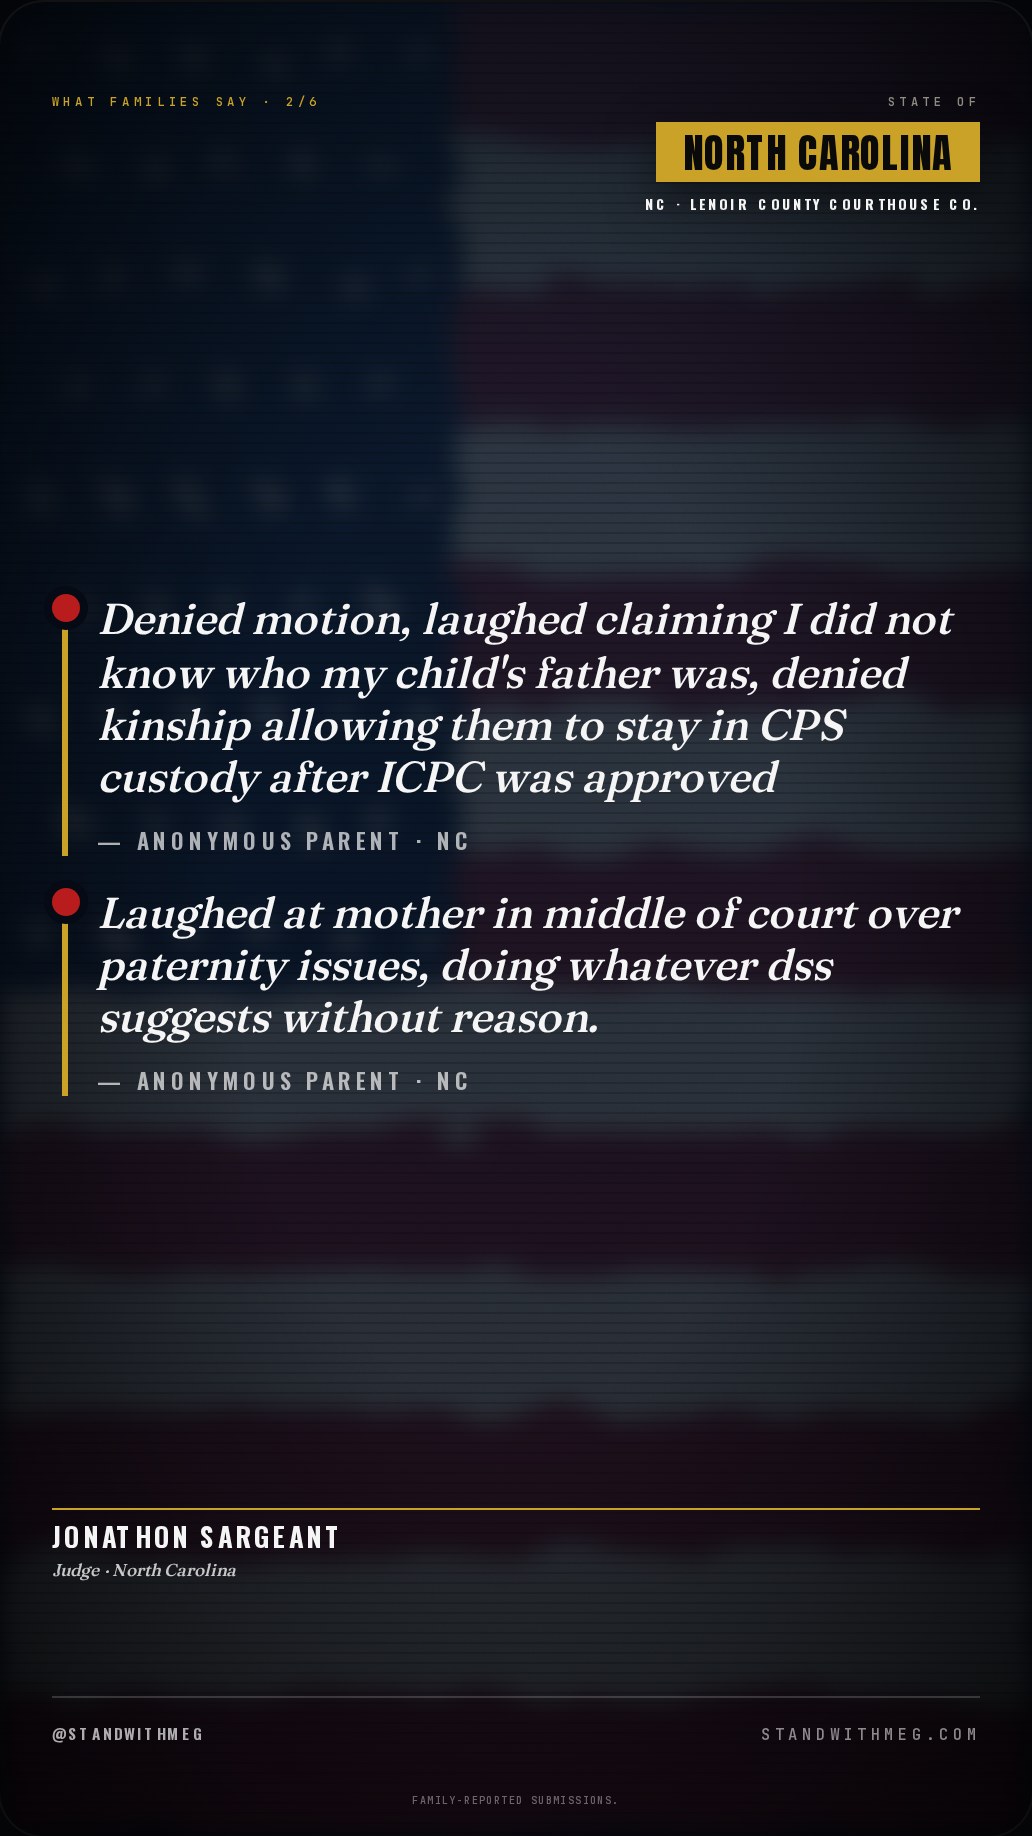 WHAT FAMILIES SAY · 2/6
STATE OF
NORTH CAROLINA
NC · LENOIR COUNTY COURTHOUSE CO.
Denied motion, laughed claiming I did not
know who my child's father was, denied
kinship allowing them to stay in CPS
custody after ICPC was approved
— ANONYMOUS PARENT · NC
Laughed at mother in middle of court over
paternity issues, doing whatever dss
suggests without reason.
— ANONYMOUS PARENT · NC
JONATHON SARGEANT
Judge · North Carolina
@STANDWITHMEG
STANDWITHMEG.COM
FAMILY-REPORTED SUBMISSIONS.